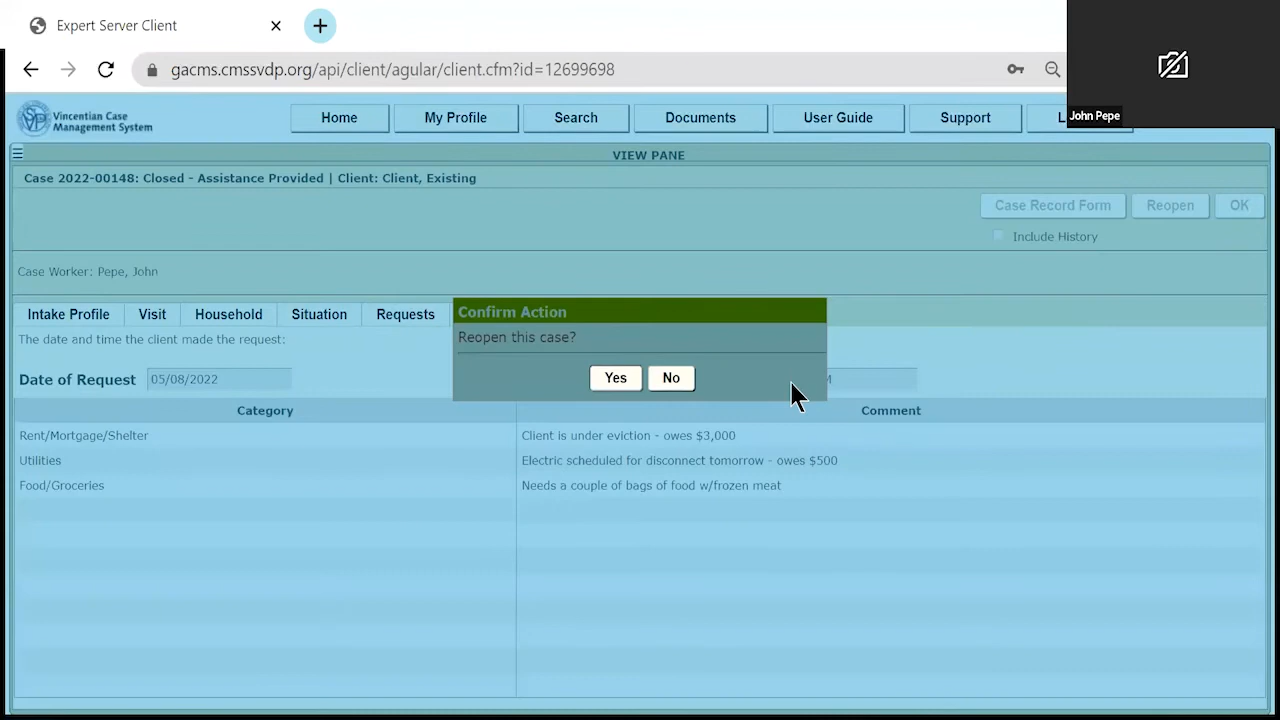 Expert Server Client
gacms.cmssvdp.org/api/client/agular/client.cfm?id=12699698
John Pepe
Vincentian Case
Management System
Home
My Profile
Search
Documents
User Guide
Support
VIEW PANE
Case 2022-00148: Closed - Assistance Provided | Client: Client, Existing
Case Record Form
Reopen
OK
Include History
Case Worker: Pepe, John
Intake Profile
Visit
Household
Situation
Requests
Confirm Action
Reopen this case?
Yes
No
The date and time the client made the request:
Date of Request
05/08/2022
Category
Comment
Rent/Mortgage/Shelter
Client is under eviction - owes $3,000
Utilities
Electric scheduled for disconnect tomorrow - owes $500
Food/Groceries
Needs a couple of bags of food w/frozen meat